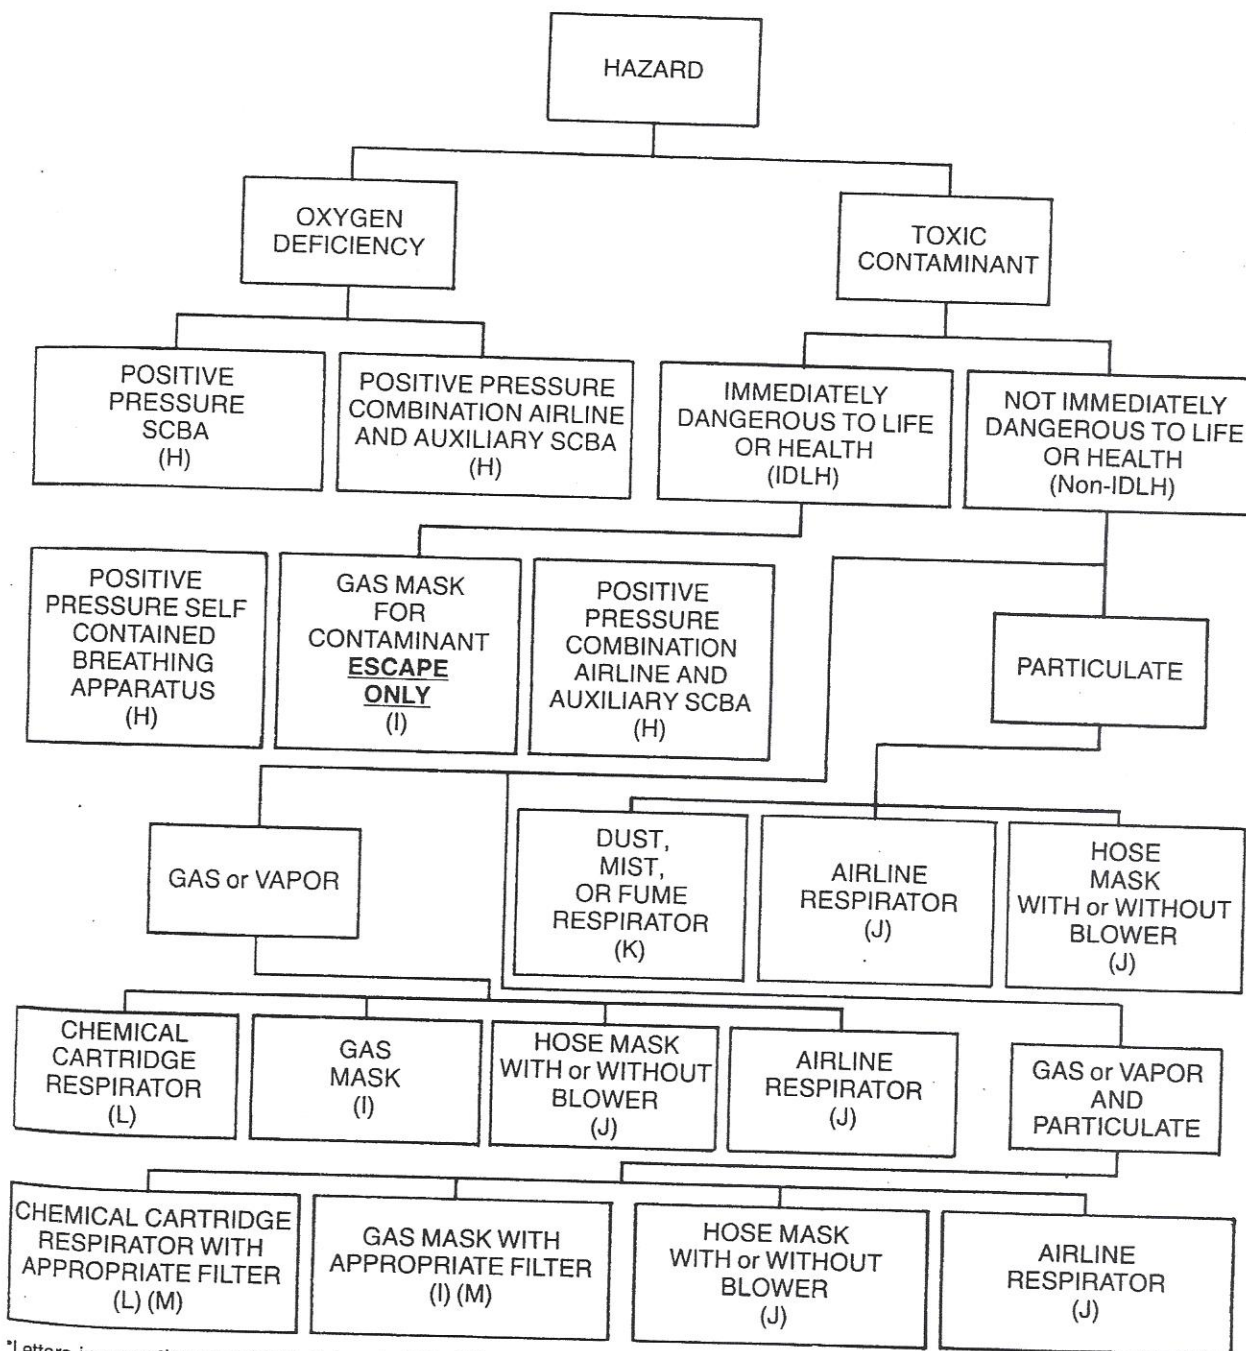 HAZARD
OXYGEN
DEFICIENCY
TOXIC
CONTAMINANT
POSITIVE
PRESSURE
SCBA
(H)
POSITIVE PRESSURE
COMBINATION AIRLINE
AND AUXILIARY SCBA
(H)
IMMEDIATELY
DANGEROUS TO LIFE
OR HEALTH
(IDLH)
NOT IMMEDIATELY
DANGEROUS TO LIFE
OR HEALTH
(Non-IDLH)
POSITIVE
PRESSURE SELF
CONTAINED
BREATHING
APPARATUS
(H)
GAS MASK
FOR
CONTAMINANT
ESCAPE
ONLY
(I)
POSITIVE
PRESSURE
COMBINATION
AIRLINE AND
AUXILIARY SCBA
(H)
PARTICULATE
GAS or VAPOR
DUST,
MIST,
OR FUME
RESPIRATOR
(K)
AIRLINE
RESPIRATOR
(J)
HOSE
MASK
WITH or WITHOUT
BLOWER
(J)
CHEMICAL
CARTRIDGE
RESPIRATOR
(L)
GAS
MASK
(I)
HOSE MASK
WITH or WITHOUT
BLOWER
(J)
AIRLINE
RESPIRATOR
(J)
GAS or VAPOR
AND
PARTICULATE
CHEMICAL CARTRIDGE
RESPIRATOR WITH
APPROPRIATE FILTER
(L) (M)
GAS MASK WITH
APPROPRIATE FILTER
(I) (M)
HOSE MASK
WITH or WITHOUT
BLOWER
(J)
AIRLINE
RESPIRATOR
(J)
*Letters